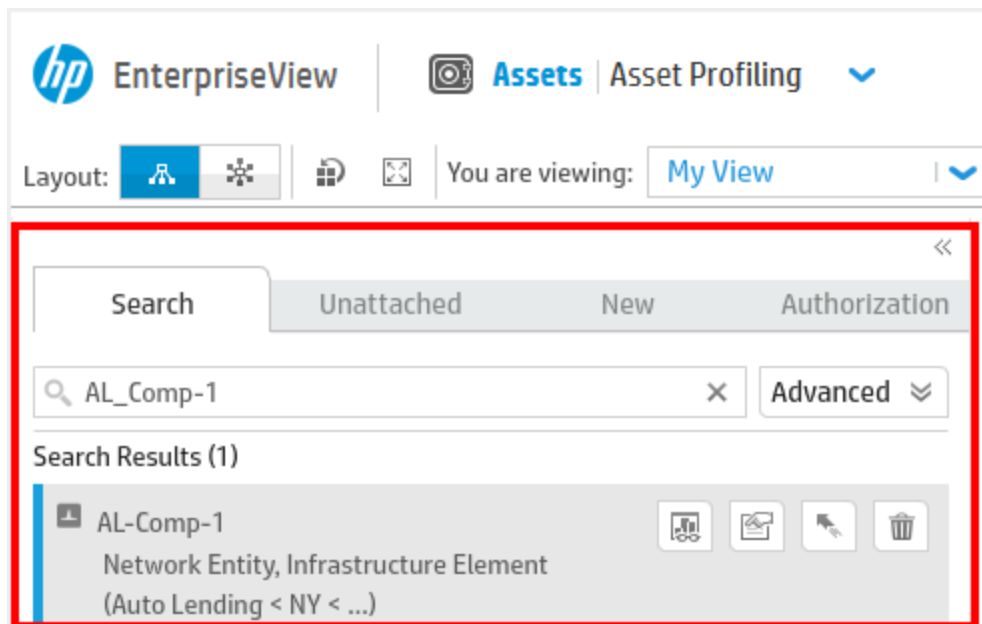 hp EnterpriseView Assets | Asset Profiling
Layout: You are viewing: My View
Search Unattached New Authorization
AL_Comp-1 Advanced
Search Results (1)
AL-Comp-1
Network Entity, Infrastructure Element
(Auto Lending < NY < ...)